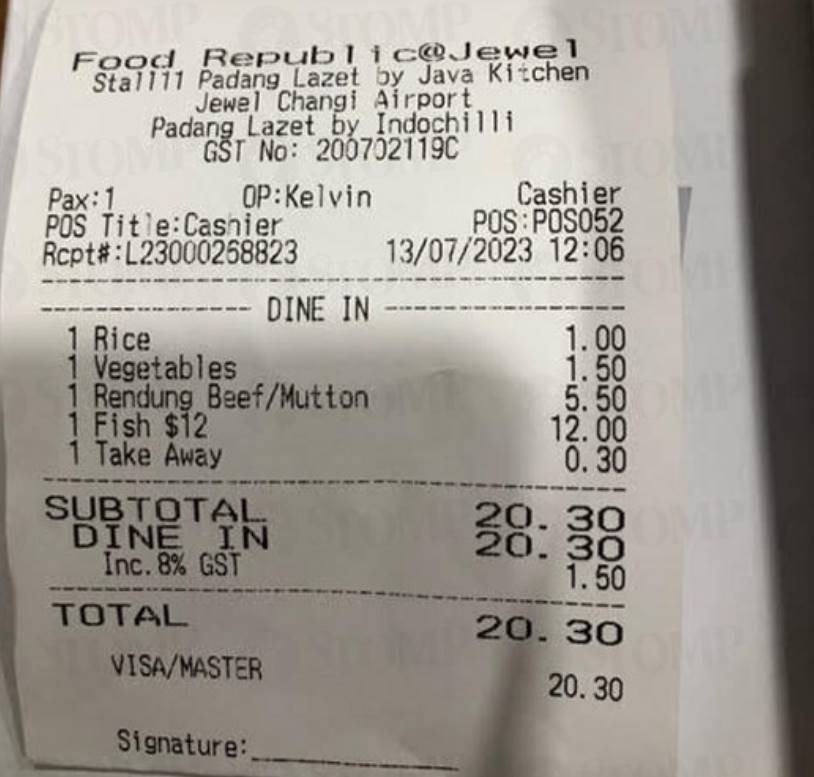 Food Republic@Jewel
Stall11 Padang Lazet by Java Kitchen
Jewel Changi Airport
Padang Lazet by Indochilli
GST No: 200702119C
Pax:1 OP:Kelvin Cashier
POS Title:Cashier POS:POS052
Rcpt#:L23000268823 13/07/2023 12:06
DINE IN
1 Rice 1.00
1 Vegetables 1.50
1 Rendung Beef/Mutton 5.50
1 Fish $12 12.00
1 Take Away 0.30
SUBTOTAL 20.30
DINE IN 20.30
Inc.8% GST 1.50
TOTAL 20.30
VISA/MASTER 20.30
Signature:
STOMP